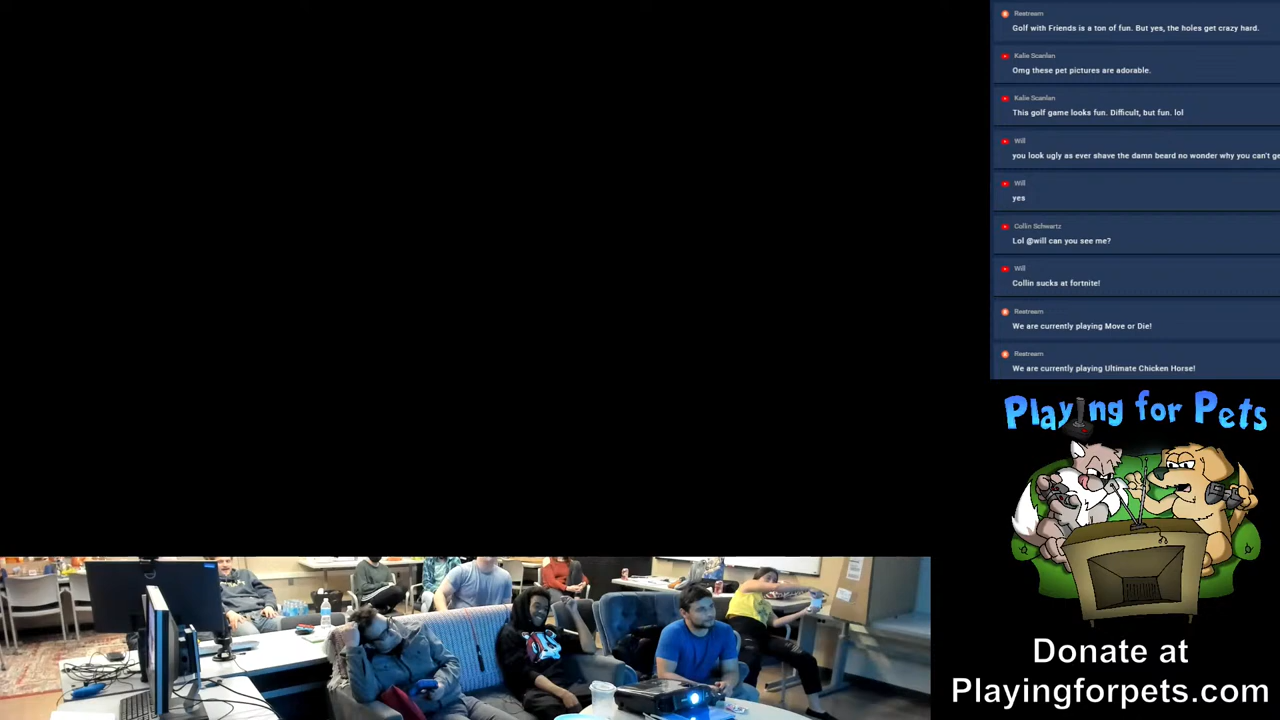 Restream
Golf with Friends is a ton of fun. But yes, the holes get crazy hard.
Kalie Scanlan
Omg these pet pictures are adorable.
Kalie Scanlan
This golf game looks fun. Difficult, but fun. lol
Will
you look ugly as ever shave the damn beard no wonder why you can't ge
Will
yes
Collin Schwartz
Lol @will can you see me?
Will
Collin sucks at fortnite!
Restream
We are currently playing Move or Die!
Restream
We are currently playing Ultimate Chicken Horse!
Playing for Pets
Donate at
Playingforpets.com